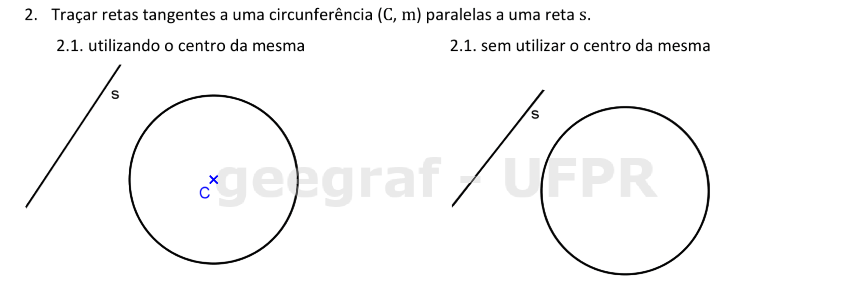 2. Traçar retas tangentes a uma circunferência (C, m) paralelas a uma reta s.
2.1. utilizando o centro da mesma
2.1. sem utilizar o centro da mesma
s
s
C
geegraf - UFPR